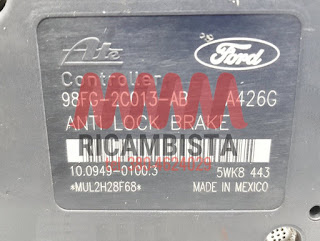 Ate Ford
Controller
98FG-2C013-AB A426G
ANTI LOCK BRAKE
RICAMBISTA
10.0949-0100.3 5WK8 443
*MUL2H28F68* MADE IN MEXICO